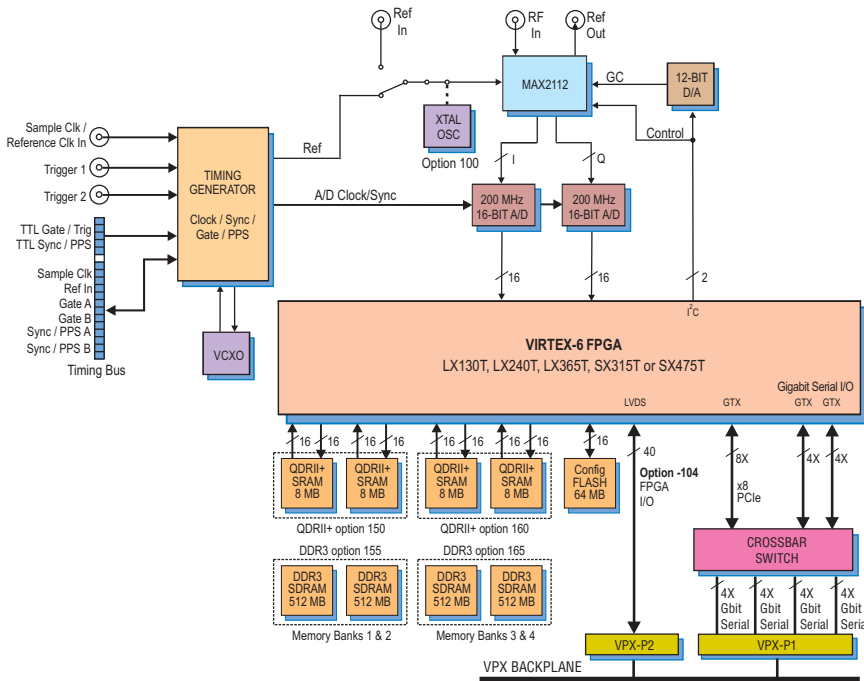 Ref
In
RF
In
Ref
Out
MAX2112
GC
12-BIT
D/A
Control
XTAL
OSC
Option 100
Sample Clk /
Reference Clk In
Trigger 1
Trigger 2
TTL Gate / Trig
TTL Sync / PPS
Sample Clk
Ref In
Gate A
Gate B
Sync / PPS A
Sync / PPS B
Timing Bus
TIMING
GENERATOR
Clock / Sync /
Gate / PPS
VCXO
Ref
A/D Clock/Sync
I
Q
200 MHz
16-BIT A/D
200 MHz
16-BIT A/D
16
16
2
I2C
VIRTEX-6 FPGA
LX130T, LX240T, LX365T, SX315T or SX475T
Gigabit Serial I/O
LVDS
GTX
GTX
GTX
16
16
16
16
16
16
16
16
16
40
8X
4X
4X
QDRII+
SRAM
8 MB
QDRII+
SRAM
8 MB
QDRII+
SRAM
8 MB
QDRII+
SRAM
8 MB
Config
FLASH
64 MB
Option -104
FPGA
I/O
x8
PCIe
QDRII+ option 150
QDRII+ option 160
DDR3 option 155
DDR3 option 165
DDR3
SDRAM
512 MB
DDR3
SDRAM
512 MB
DDR3
SDRAM
512 MB
DDR3
SDRAM
512 MB
Memory Banks 1 & 2
Memory Banks 3 & 4
CROSSBAR
SWITCH
4X
Gbit
Serial
4X
Gbit
Serial
4X
Gbit
Serial
4X
Gbit
Serial
VPX-P2
VPX-P1
VPX BACKPLANE